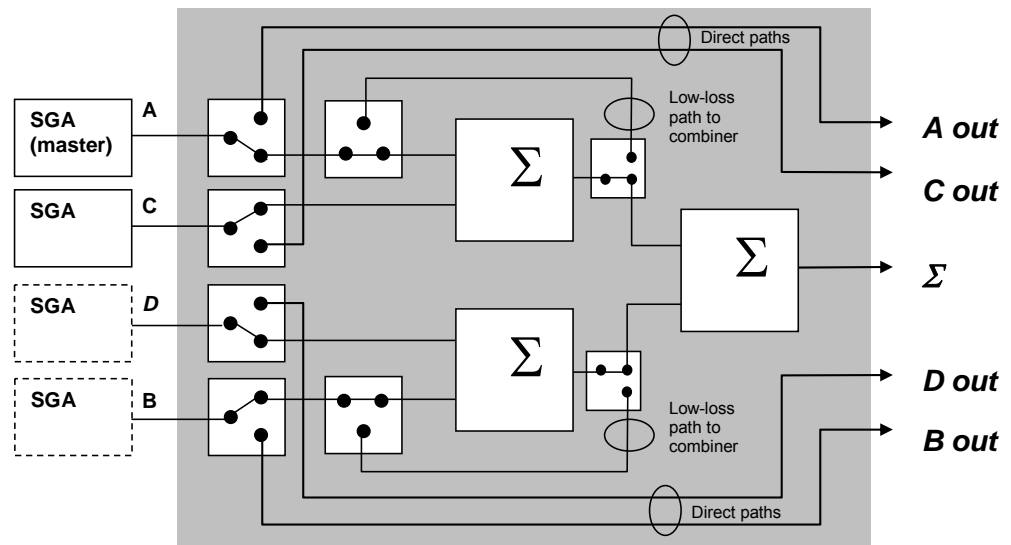 Direct paths
A
SGA
(master)
Low-loss
path to
combiner
A out
Σ
C
SGA
C out
Σ
Σ
D
SGA
Σ
D out
B
SGA
Low-loss
path to
combiner
B out
Direct paths